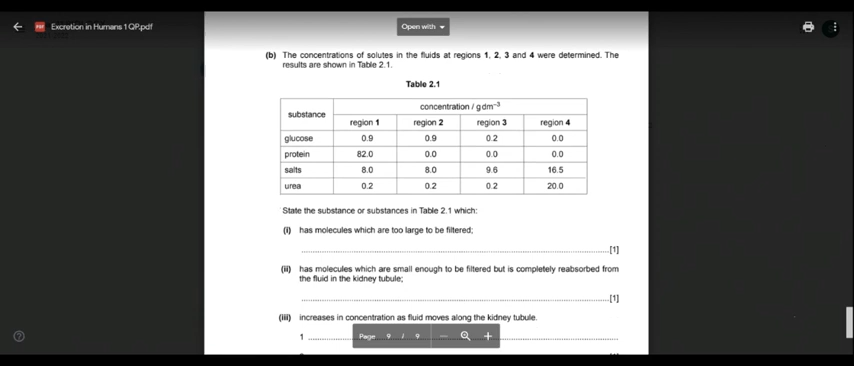 Excretion in Humans 1 QP.pdf
Open with
(b) The concentrations of solutes in the fluids at regions 1, 2, 3 and 4 were determined. The
results are shown in Table 2.1.
Table 2.1
substance
concentration / g dm⁻³
region 1 region 2 region 3 region 4
glucose 0.9 0.9 0.2 0.0
protein 82.0 0.0 0.0 0.0
salts 8.0 8.0 9.6 16.5
urea 0.2 0.2 0.2 20.0
State the substance or substances in Table 2.1 which:
(i) has molecules which are too large to be filtered;
[1]
(ii) has molecules which are small enough to be filtered but is completely reabsorbed from
the fluid in the kidney tubule;
[1]
(iii) increases in concentration as fluid moves along the kidney tubule.
1
Page 9 / 9